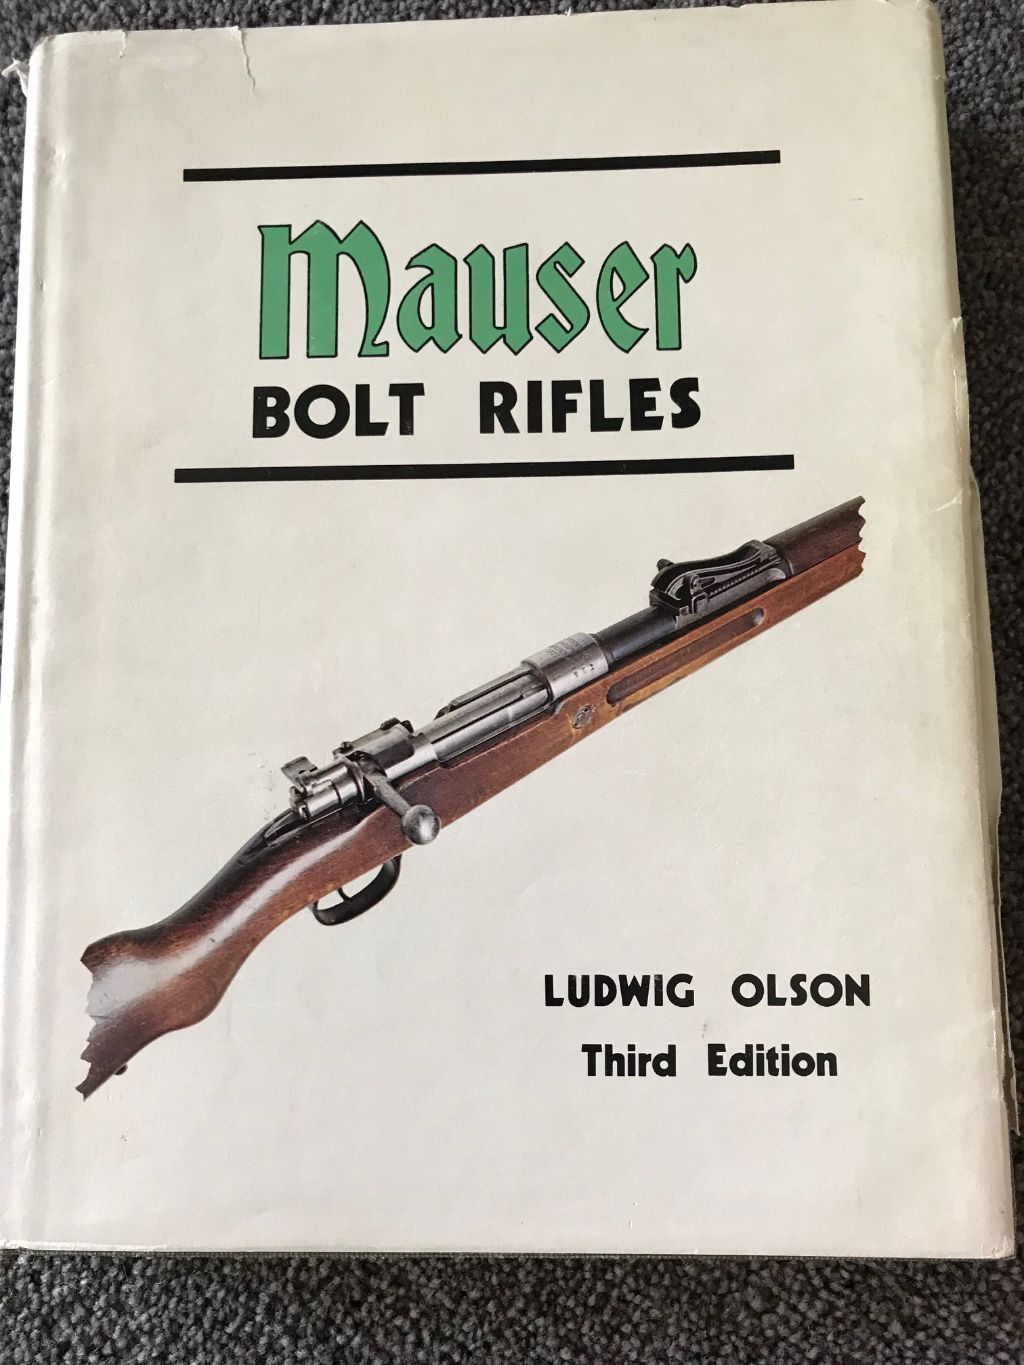 Mauser
BOLT RIFLES
LUDWIG OLSON
Third Edition